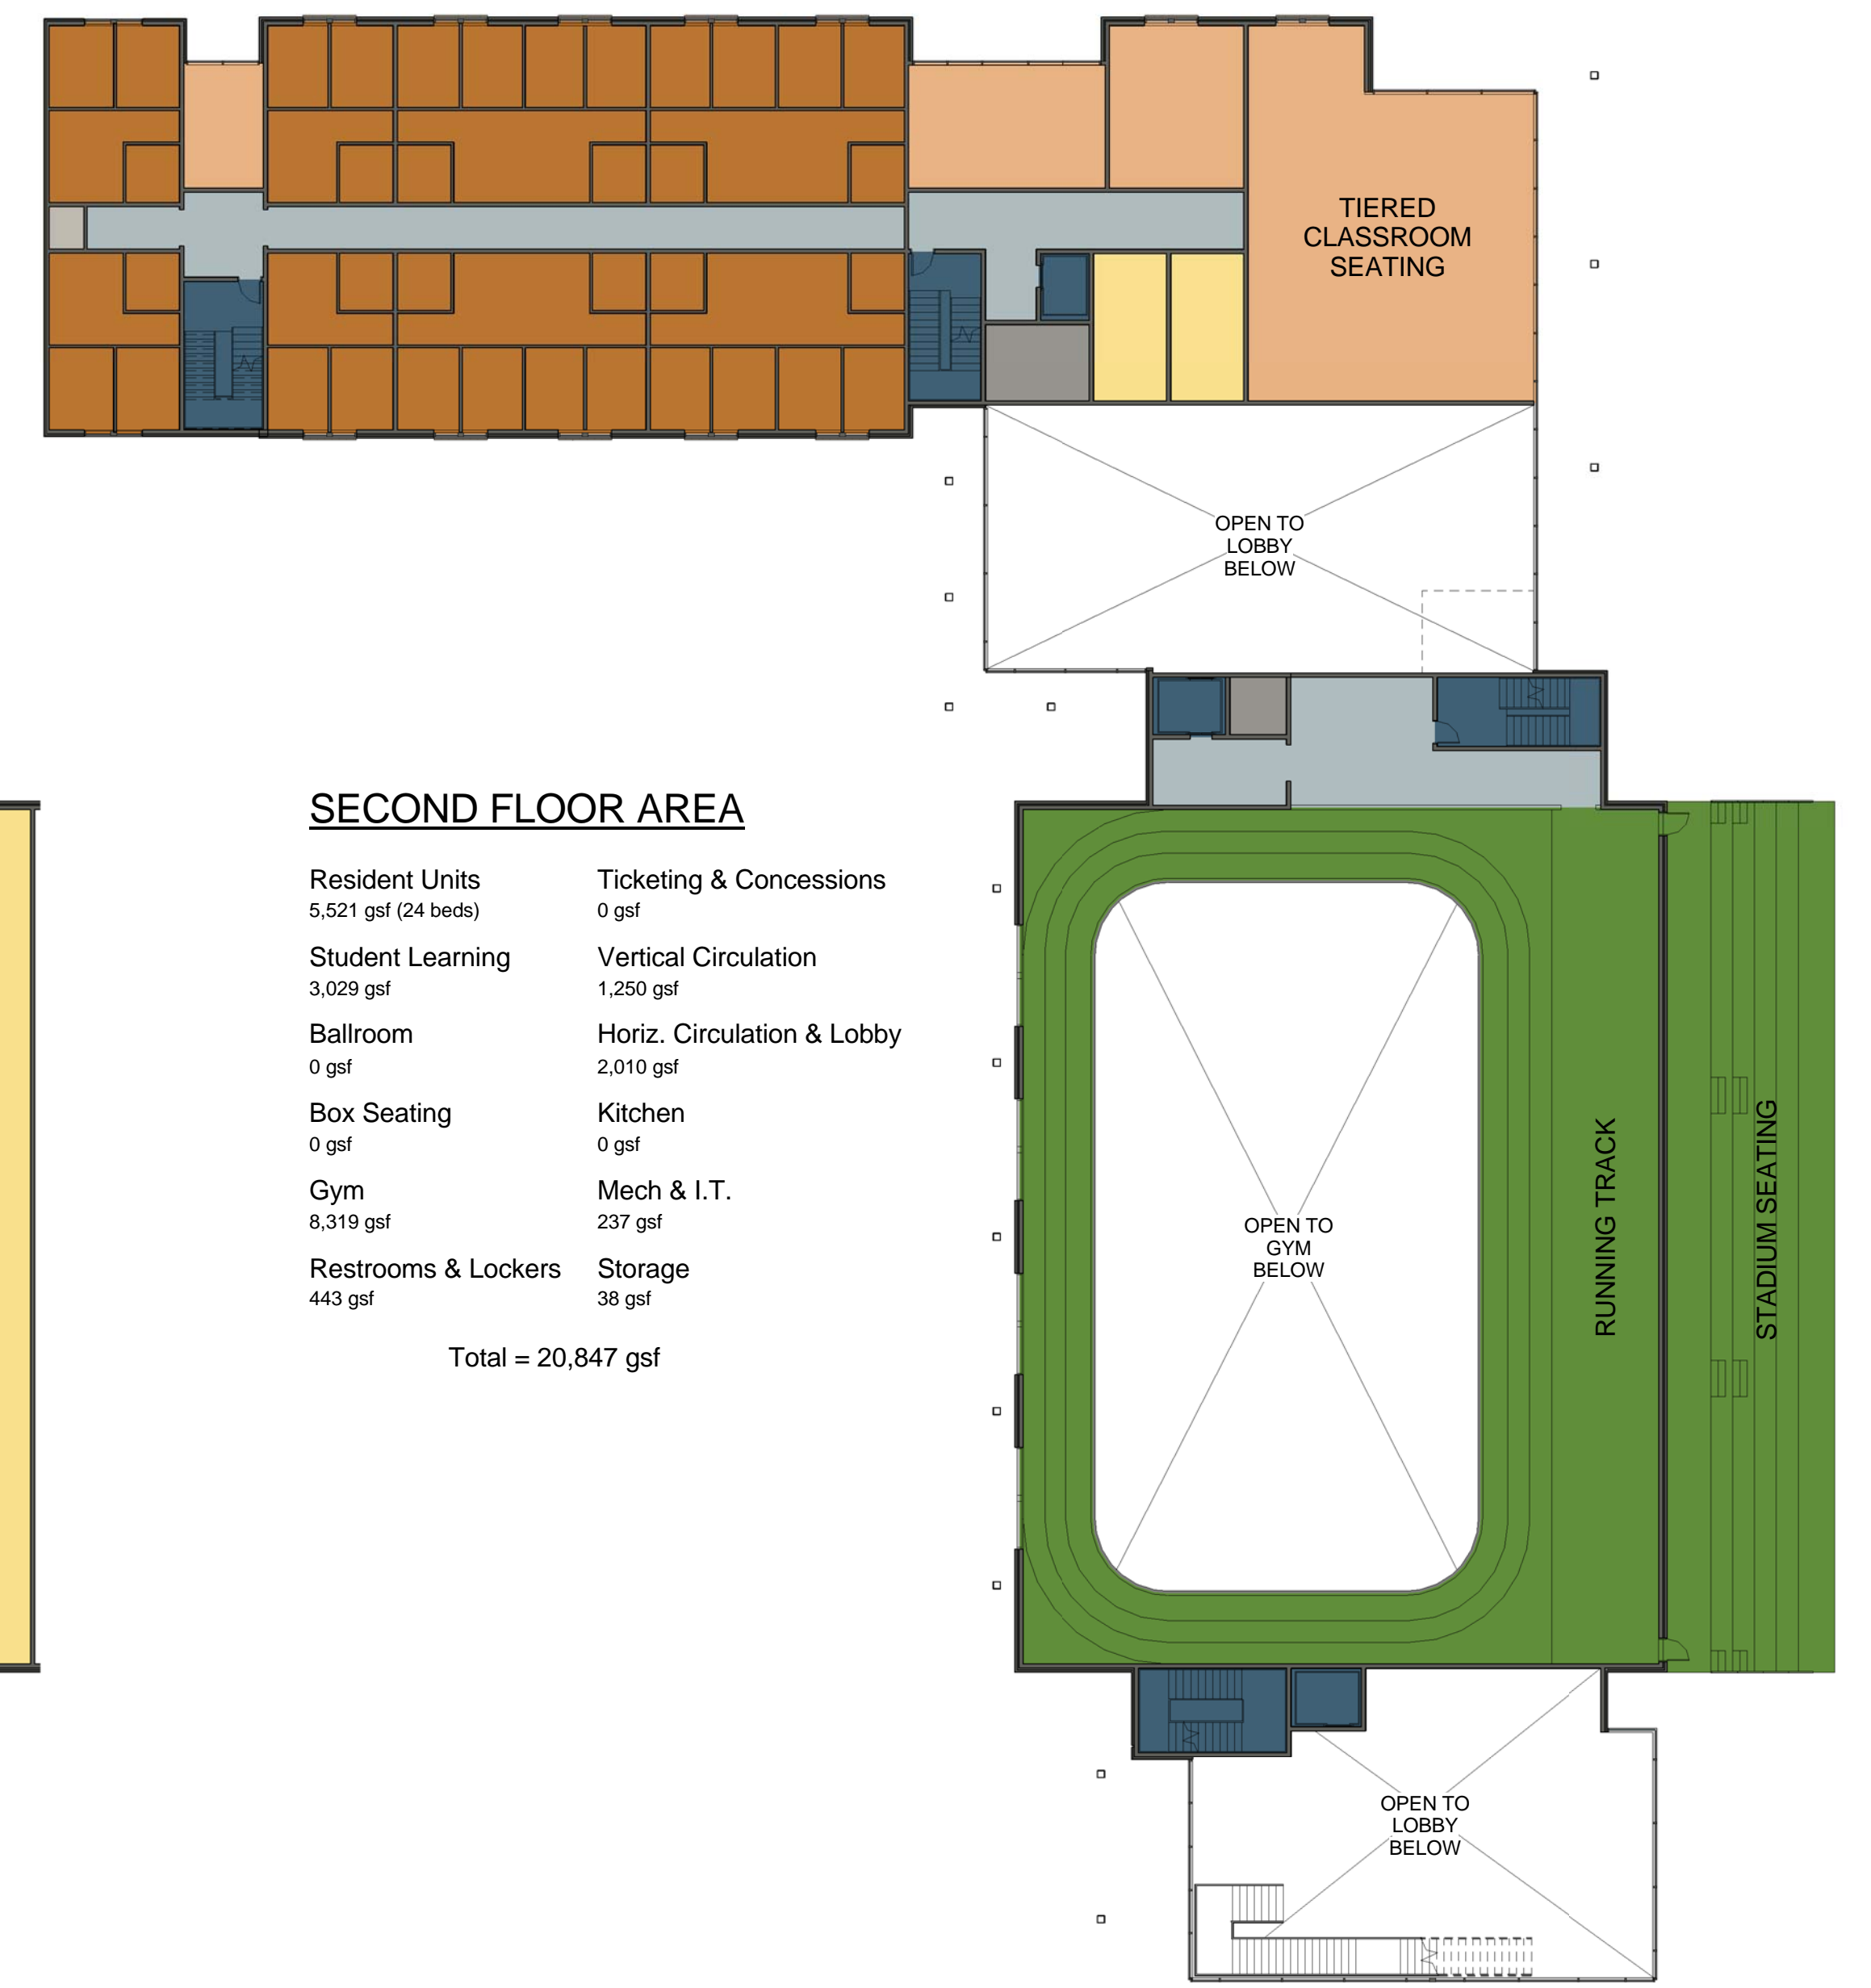 TIERED
CLASSROOM
SEATING
OPEN TO
LOBBY
BELOW
SECOND FLOOR AREA
Resident Units
5,521 gsf (24 beds)
Student Learning
3,029 gsf
Ballroom
0 gsf
Box Seating
0 gsf
Gym
8,319 gsf
Restrooms & Lockers
443 gsf
Ticketing & Concessions
0 gsf
Vertical Circulation
1,250 gsf
Horiz. Circulation & Lobby
2,010 gsf
Kitchen
0 gsf
Mech & I.T.
237 gsf
Storage
38 gsf
Total = 20,847 gsf
OPEN TO
GYM
BELOW
RUNNING TRACK
STADIUM SEATING
OPEN TO
LOBBY
BELOW